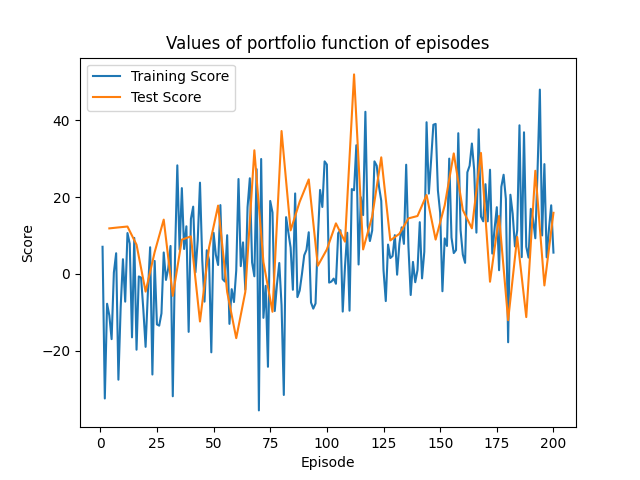 Values of portfolio function of episodes
Training Score
Test Score
Score
40
20
0
−20
0 25 50 75 100 125 150 175 200
Episode